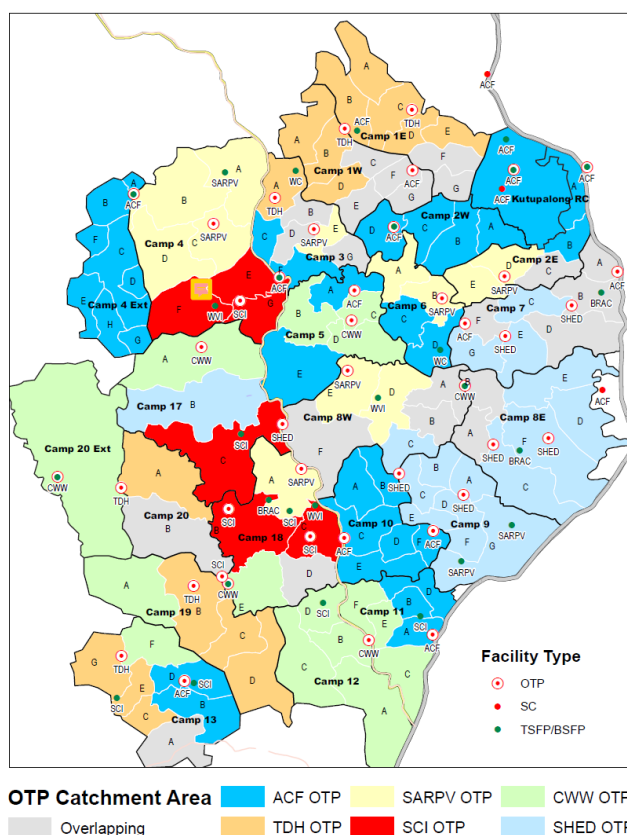 A
B
C
ACF
Camp 1E
TDH
TDH
D
E
A
B
Camp 1W
WC
D
C
F
ACF
F
G
G
ACF
ACF
ACF
ACF
ACF
Kutupalong RC
A
A
SARPV
A
TDH
B
B
ACF
B
F
C
Camp 4
SARPV
D
C
C
D
E
Camp 4 Ext
H
G
B
D
E
SARPV
C
Camp 3
G
F
ACF
D
ACF
Camp 2W
C
B
A
B
E
F
WVI
SCI
G
A
ACF
B
Camp 5
C
CWW
D
E
A
B
Camp 6
SARPV
C
D
WC
Camp 2E
D
C
E
SARPV
B
A
ACF
BRAC
C
SHED
Camp 7
F
ACF
SHED
G
D
E
B
A
CWW
A
Camp 17
B
SCI
SHED
C
SARPV
E
D
WVI
Camp 8W
A
B
F
C
B
CWW
A
C
E
ACF
Camp 8E
D
SHED
F
SHED
BRAC
Camp 20 Ext
CWW
TDH
A
Camp 20
B
B
A
SARPV
B
SCI
BRAC
SCI
WVI
C
SCI
Camp 18
D
E
ACF
A
B
SHED
Camp 10
C
D
F
ACF
E
B
A
C
D
SHED
C
Camp 9
SARPV
F
G
SARPV
SCI
CWW
A
TDH
Camp 19
B
C
D
D
SCI
F
E
Camp 11
B
D
C
SCI
A
ACF
B
CWW
Camp 12
C
C
A
F
G
TDH
E
D
ACF
SCI
SCI
B
C
Camp 13
A
Facility Type
OTP
SC
TSFP/BSFP
OTP Catchment Area
ACF OTP
SARPV OTP
CWW OTP
Overlapping
TDH OTP
SCI OTP
SHED OTP